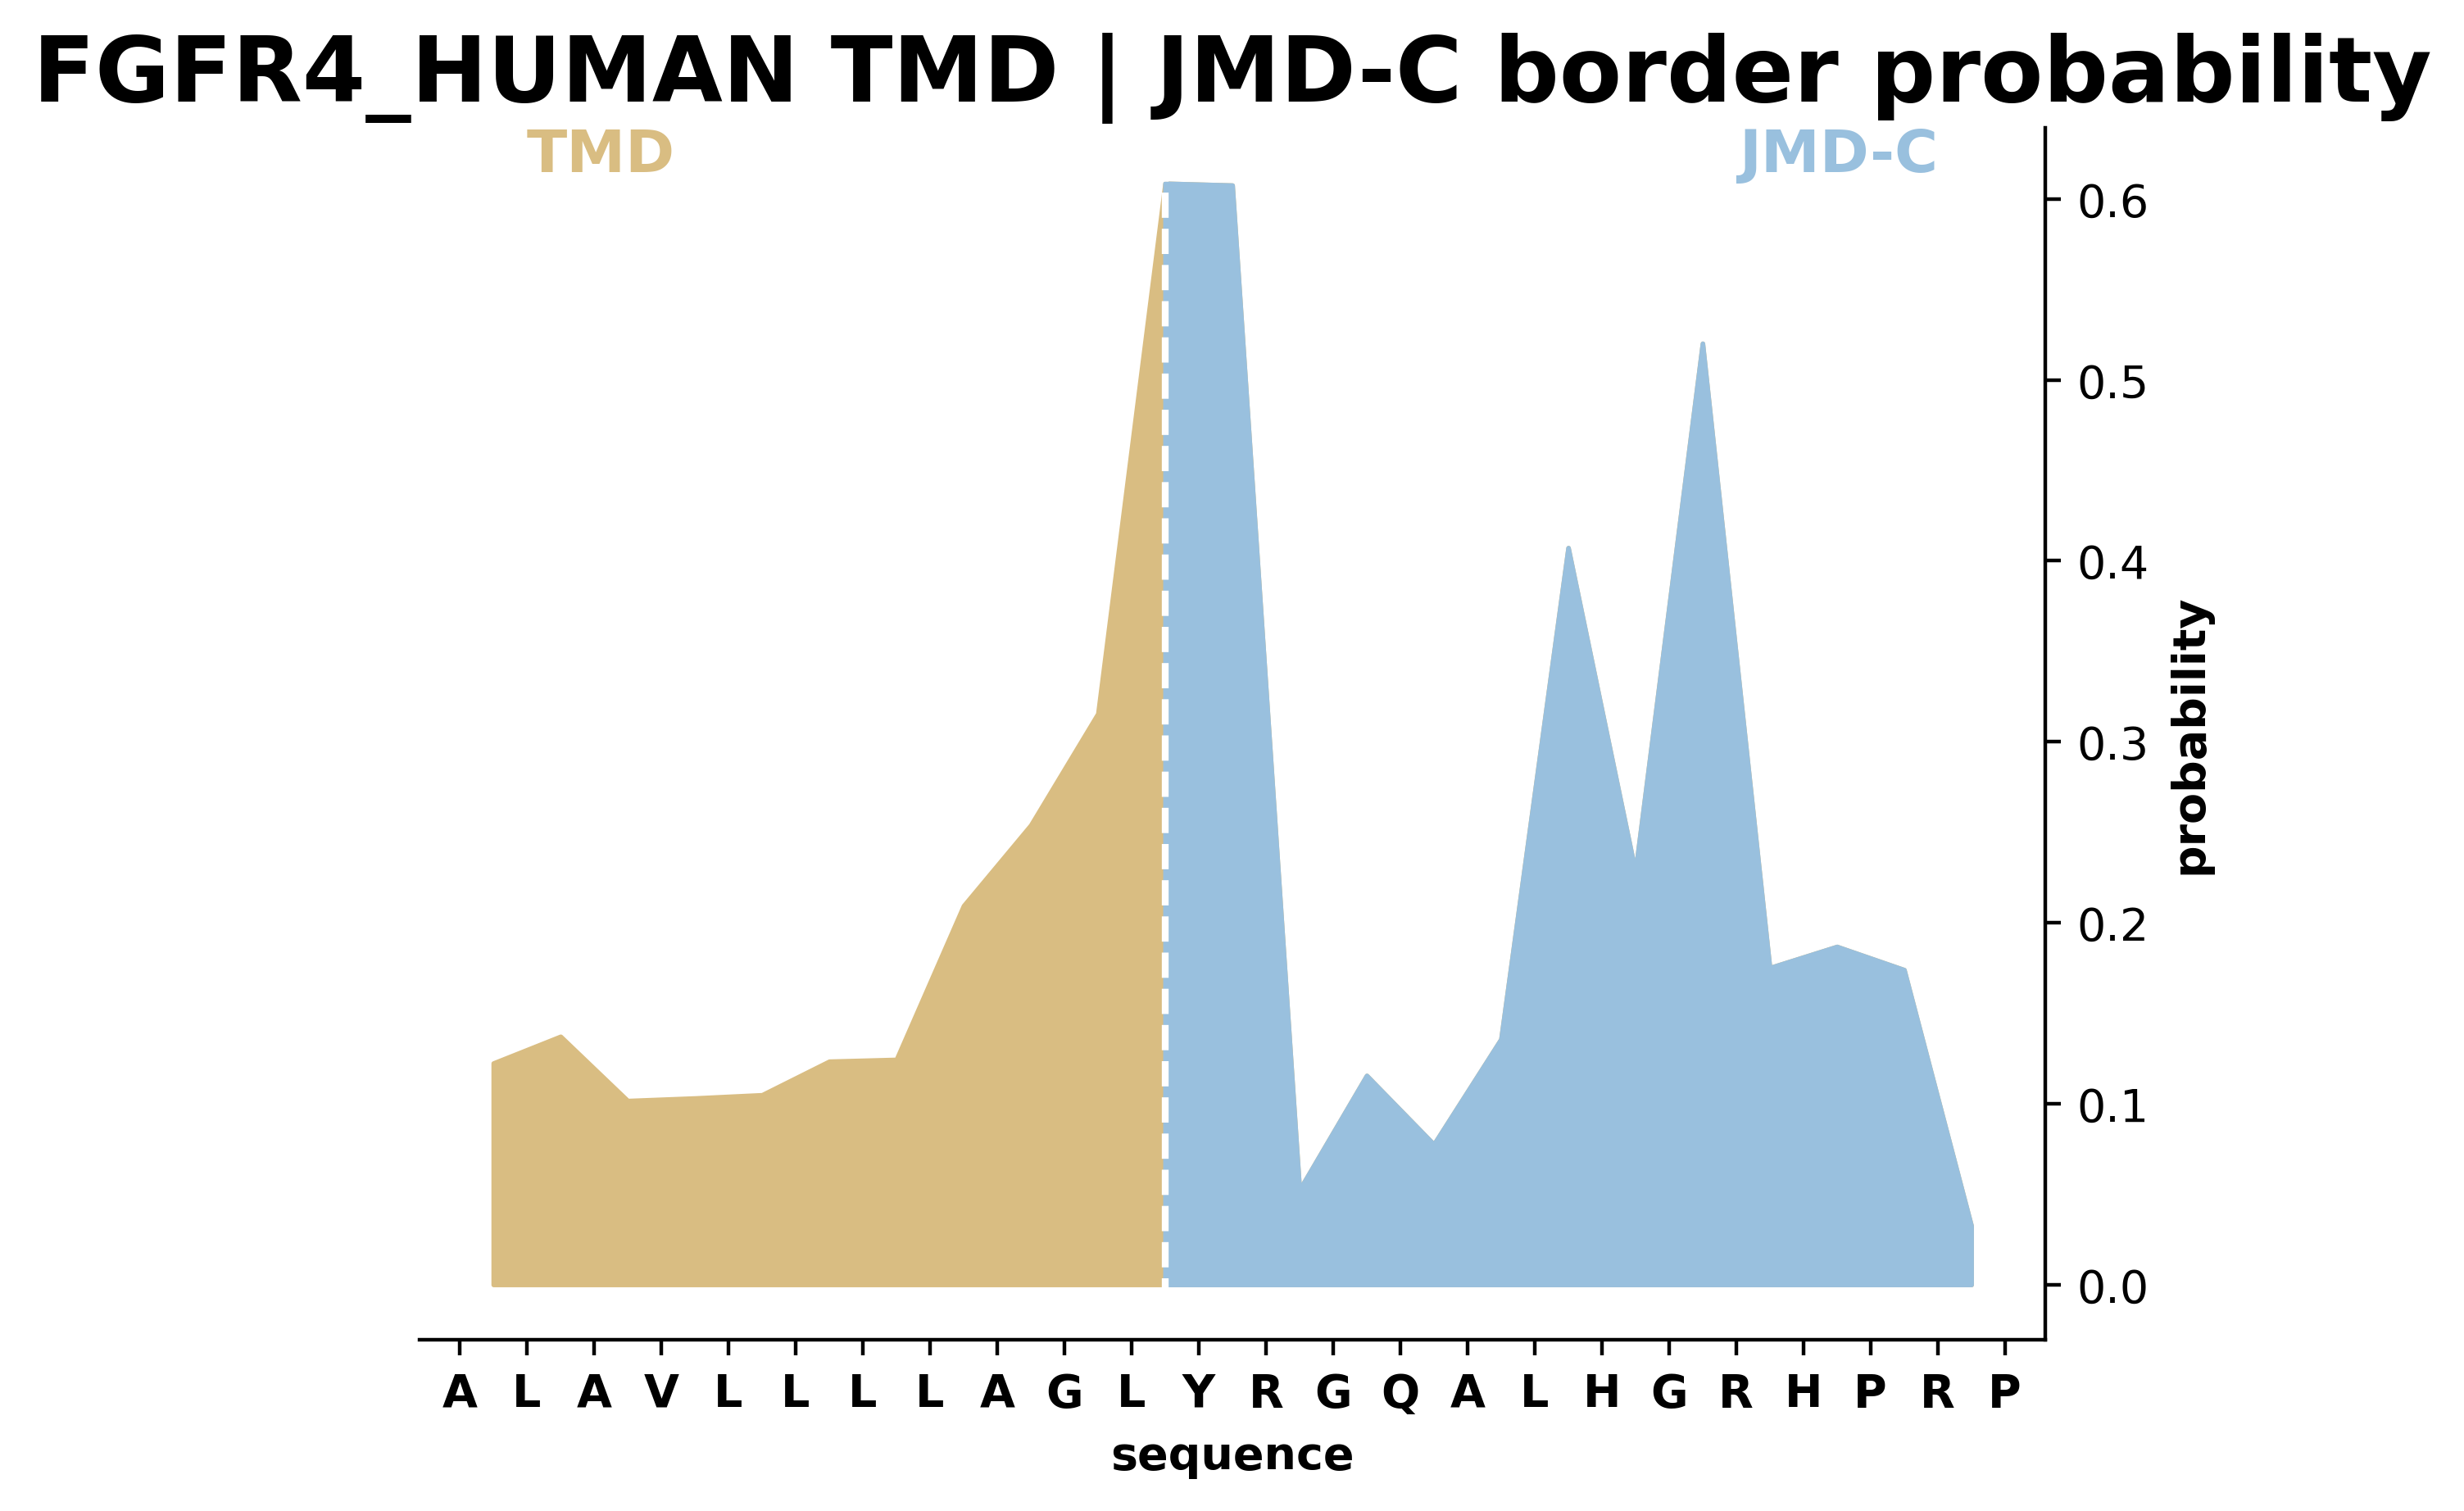 FGFR4_HUMAN TMD | JMD-C border probability
TMD JMD-C
0.6
0.5
0.4
0.3
0.2
0.1
0.0
probability
A L A V L L L L A G L Y R G Q A L H G R H P R P
sequence